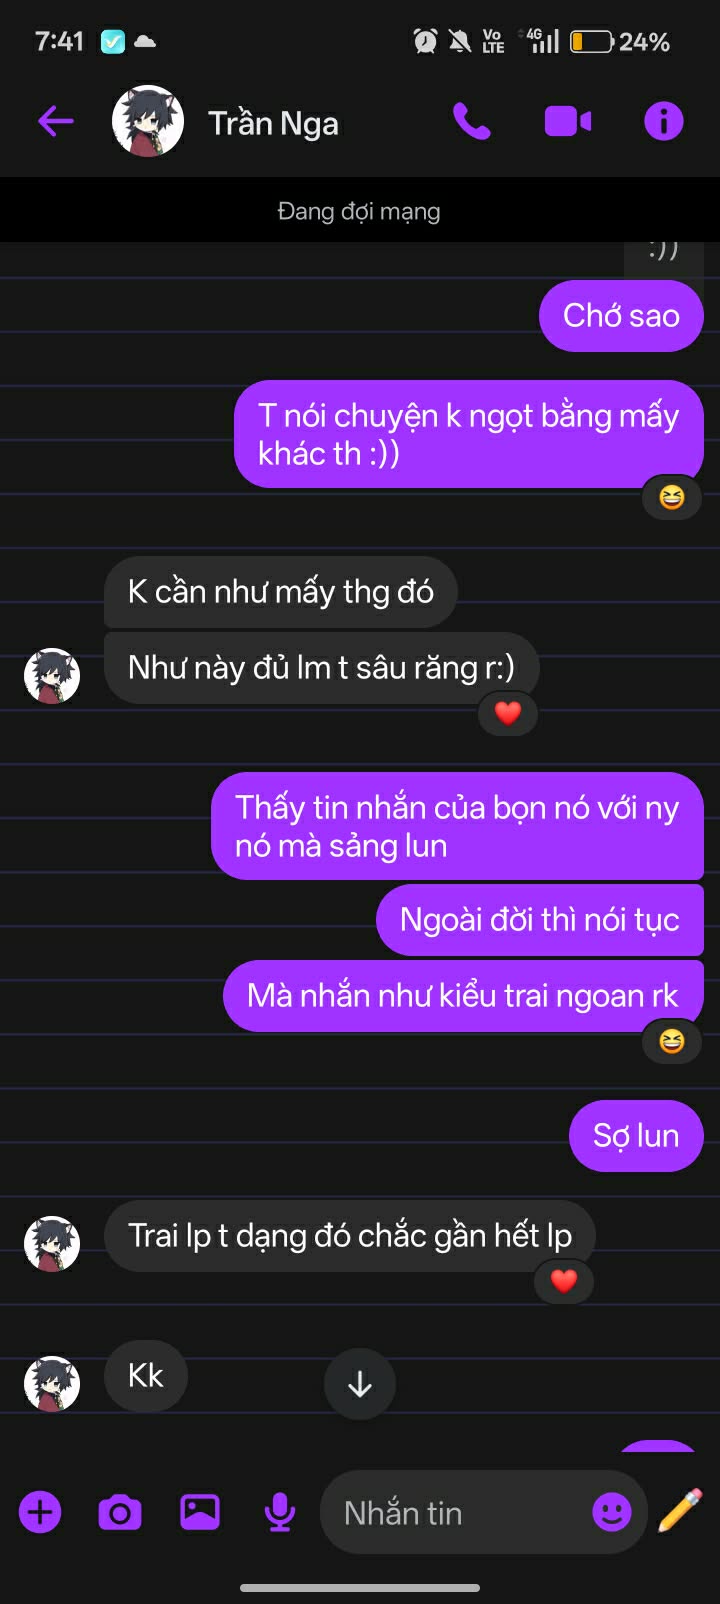 7:41
Vo
LTE
4G
24%
Trần Nga
Đang đợi mạng
:))
Chớ sao
T nói chuyện k ngọt bằng mấy
khác th :))
K cần như mấy thg đó
Như này đủ lm t sâu răng r:)
Thấy tin nhắn của bọn nó với ny
nó mà sảng lun
Ngoài đời thì nói tục
Mà nhắn như kiểu trai ngoan rk
Sợ lun
Trai lp t dạng đó chắc gần hết lp
Kk
Nhắn tin